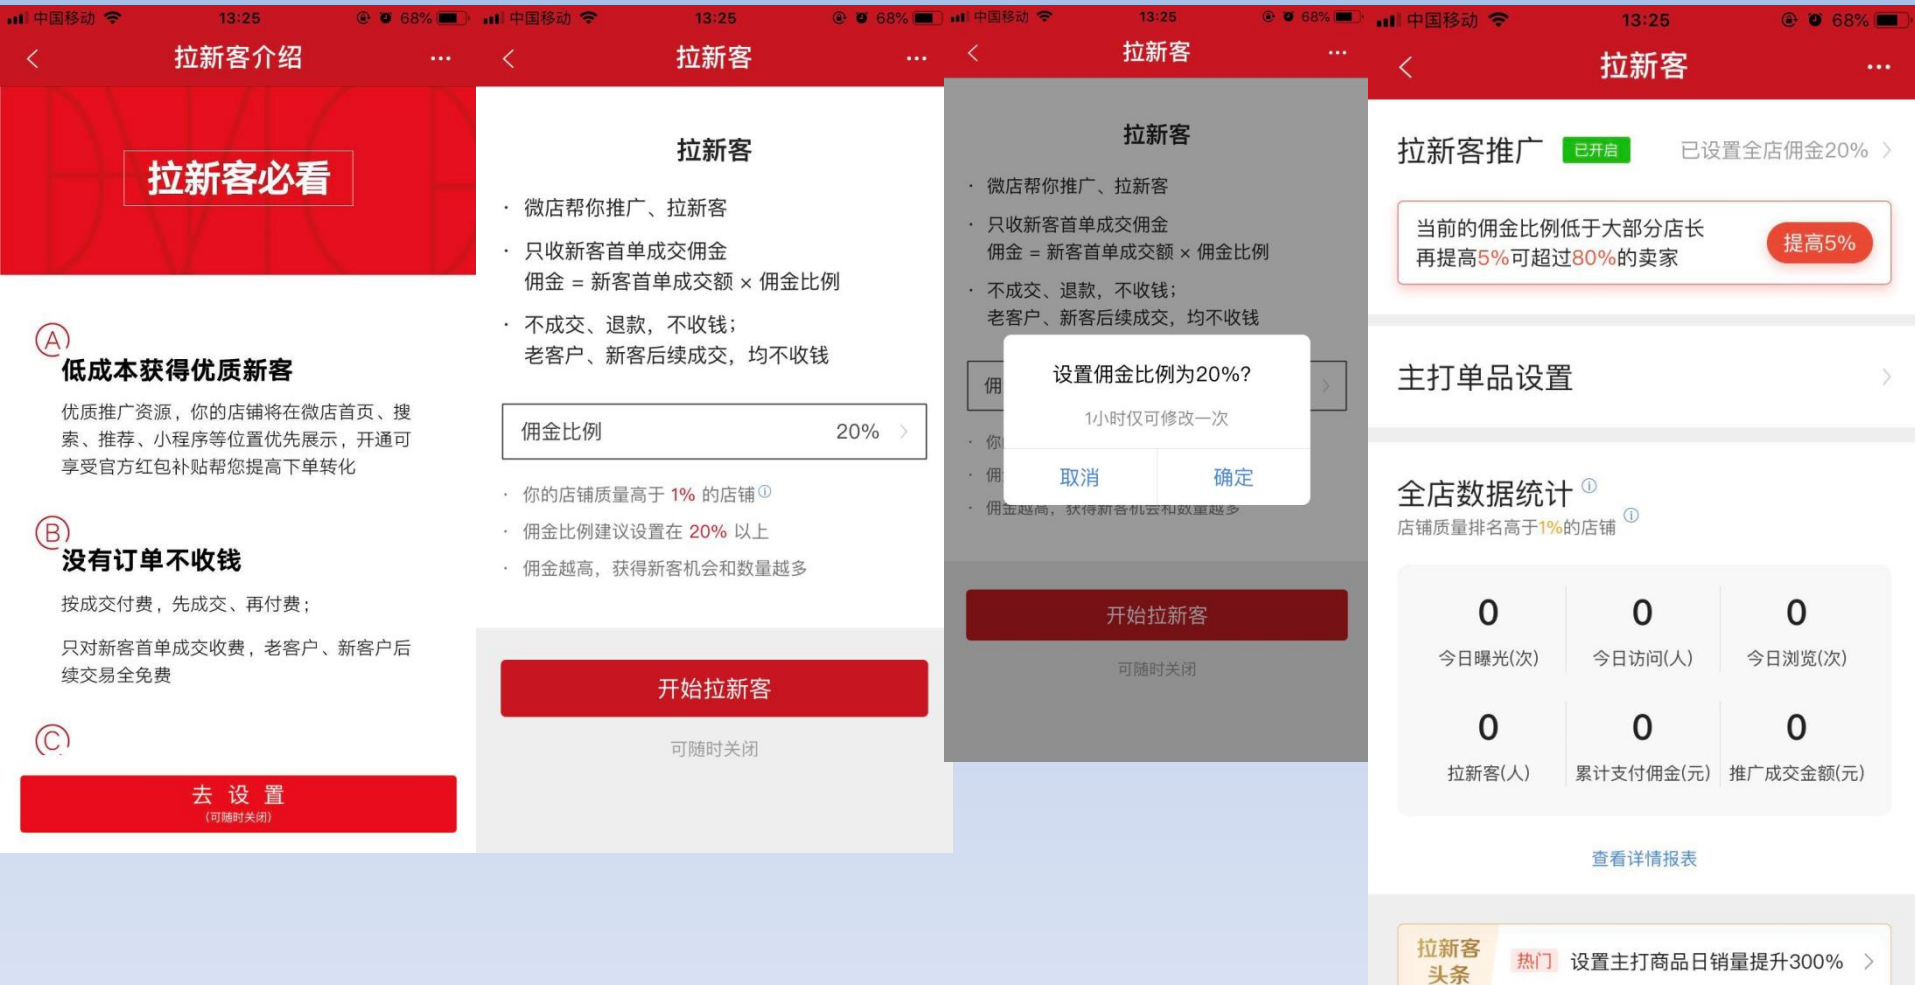 中国移动 13:25 68%
拉新客介绍
拉新客必看
A
低成本获得优质新客
优质推广资源，你的店铺将在微店首页、搜
索、推荐、小程序等位置优先展示，开通可
享受官方红包补贴帮您提高下单转化
B
没有订单不收钱
按成交付费，先成交、再付费；
只对新客首单成交收费，老客户、新客户后
续交易全免费
C
去 设 置
(可随时关闭)
中国移动 13:25 68%
拉新客
拉新客
· 微店帮你推广、拉新客
· 只收新客首单成交佣金
佣金 = 新客首单成交额 × 佣金比例
· 不成交、退款，不收钱；
老客户、新客后续成交，均不收钱
佣金比例 20%
· 你的店铺质量高于 1% 的店铺
· 佣金比例建议设置在 20% 以上
· 佣金越高，获得新客机会和数量越多
开始拉新客
可随时关闭
中国移动 13:25 68%
拉新客
拉新客
· 微店帮你推广、拉新客
· 只收新客首单成交佣金
佣金 = 新客首单成交额 × 佣金比例
· 不成交、退款，不收钱；
老客户、新客后续成交，均不收钱
佣
设置佣金比例为20%?
1小时仅可修改一次
取消 确定
· 你
· 佣
· 佣金越高，获得新客机会和数量越多
开始拉新客
可随时关闭
中国移动 13:25 68%
拉新客
拉新客推广 已开启 已设置全店佣金20%
当前的佣金比例低于大部分店长
再提高5%可超过80%的卖家
提高5%
主打单品设置
全店数据统计
店铺质量排名高于1%的店铺
0 0 0
今日曝光(次) 今日访问(人) 今日浏览(次)
0 0 0
拉新客(人) 累计支付佣金(元) 推广成交金额(元)
查看详情报表
拉新客
头条
热门 设置主打商品日销量提升300%